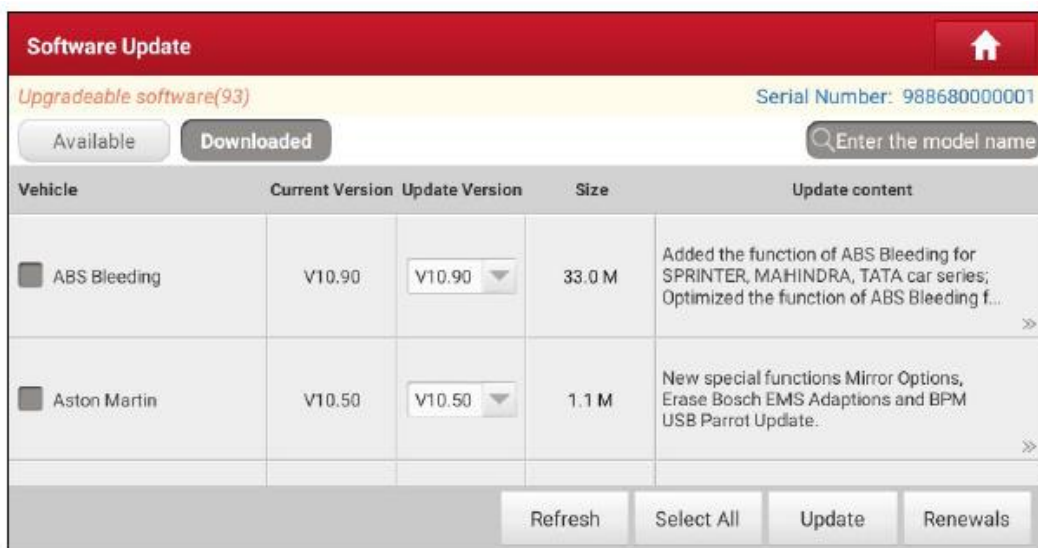 Software Update
Upgradeable software(93)
Serial Number: 988680000001
Available
Downloaded
Enter the model name
Vehicle
Current Version
Update Version
Size
Update content
ABS Bleeding
V10.90
V10.90
33.0 M
Added the function of ABS Bleeding for
SPRINTER, MAHINDRA, TATA car series;
Optimized the function of ABS Bleeding f...
Aston Martin
V10.50
V10.50
1.1 M
New special functions Mirror Options,
Erase Bosch EMS Adaptions and BPM
USB Parrot Update.
Refresh
Select All
Update
Renewals